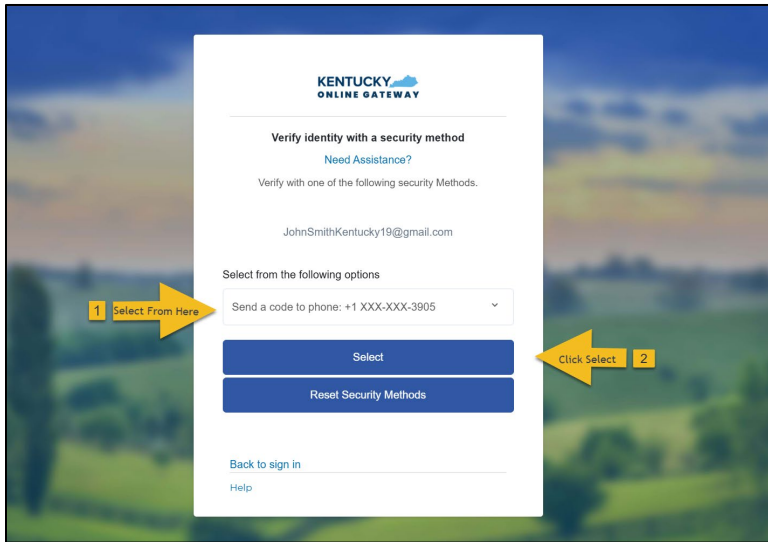 KENTUCKY
ONLINE GATEWAY
Verify identity with a security method
Need Assistance?
Verify with one of the following security Methods.
JohnSmithKentucky19@gmail.com
Select from the following options
1 Select From Here
Send a code to phone: +1 XXX-XXX-3905
Select
Click Select 2
Reset Security Methods
Back to sign in
Help